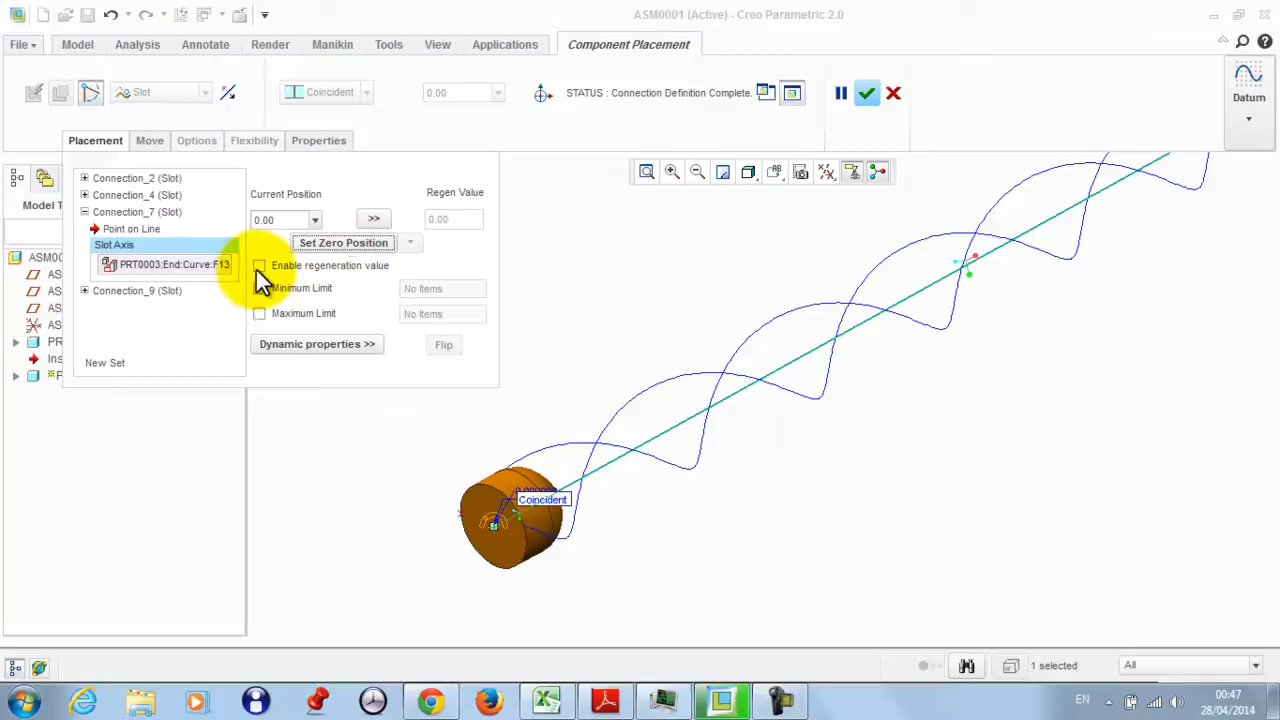 ASM0001 (Active) - Creo Parametric 2.0
File
Model
Analysis
Annotate
Render
Manikin
Tools
View
Applications
Component Placement
Slot
Coincident
0.00
STATUS : Connection Definition Complete.
Datum
Placement
Move
Options
Flexibility
Properties
Model T
Connection_2 (Slot)
Connection_4 (Slot)
Connection_7 (Slot)
Point on Line
Slot Axis
PRT0003:End:Curve:F13
Connection_9 (Slot)
New Set
Current Position
Regen Value
0.00
>>
0.00
Set Zero Position
Enable regeneration value
Minimum Limit
No Items
Maximum Limit
No Items
Dynamic properties >>
Flip
ASM00
AS
AS
AS
AS
PR
Ins
Coincident
1 selected
All
EN
00:47
28/04/2014